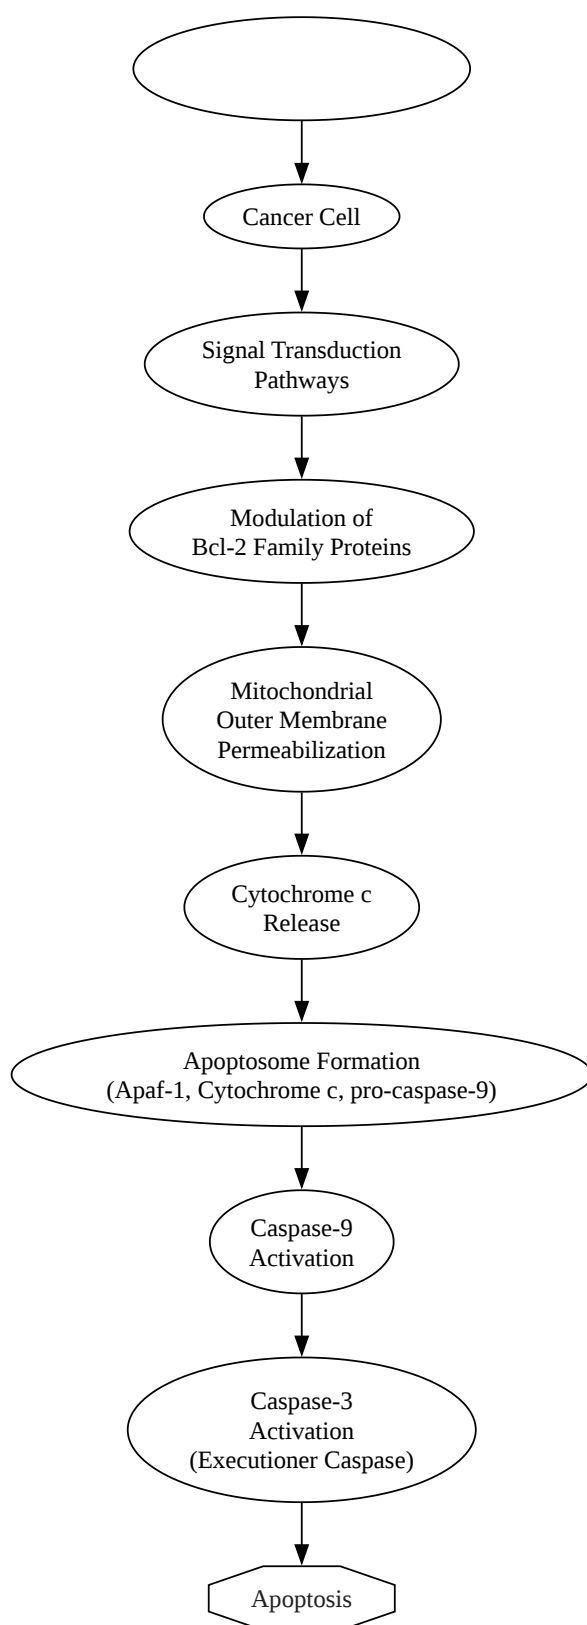 Cancer Cell
Signal Transduction
Pathways
Modulation of
Bcl-2 Family Proteins
Mitochondrial
Outer Membrane
Permeabilization
Cytochrome c
Release
Apoptosome Formation
(Apaf-1, Cytochrome c, pro-caspase-9)
Caspase-9
Activation
Caspase-3
Activation
(Executioner Caspase)
Apoptosis